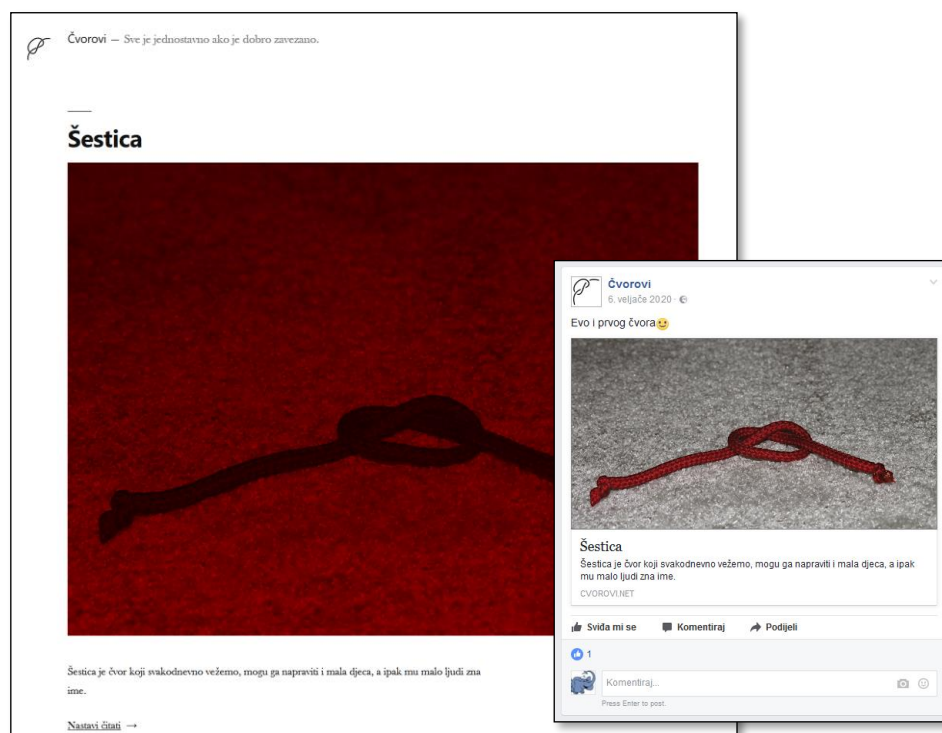 Čvorovi — Sve je jednostavno ako je dobro zavezano.
Šestica
Šestica je čvor koji svakodnevno vežemo, mogu ga napraviti i mala djeca, a ipak mu malo ljudi zna
ime.
Nastavi čitati →
Čvorovi
6. veljače 2020 ·
Evo i prvog čvora
Šestica
Šestica je čvor koji svakodnevno vežemo, mogu ga napraviti i mala djeca, a ipak
mu malo ljudi zna ime.
CVOROVI.NET
Sviđa mi se Komentiraj Podijeli
1
Komentiraj...
Press Enter to post.